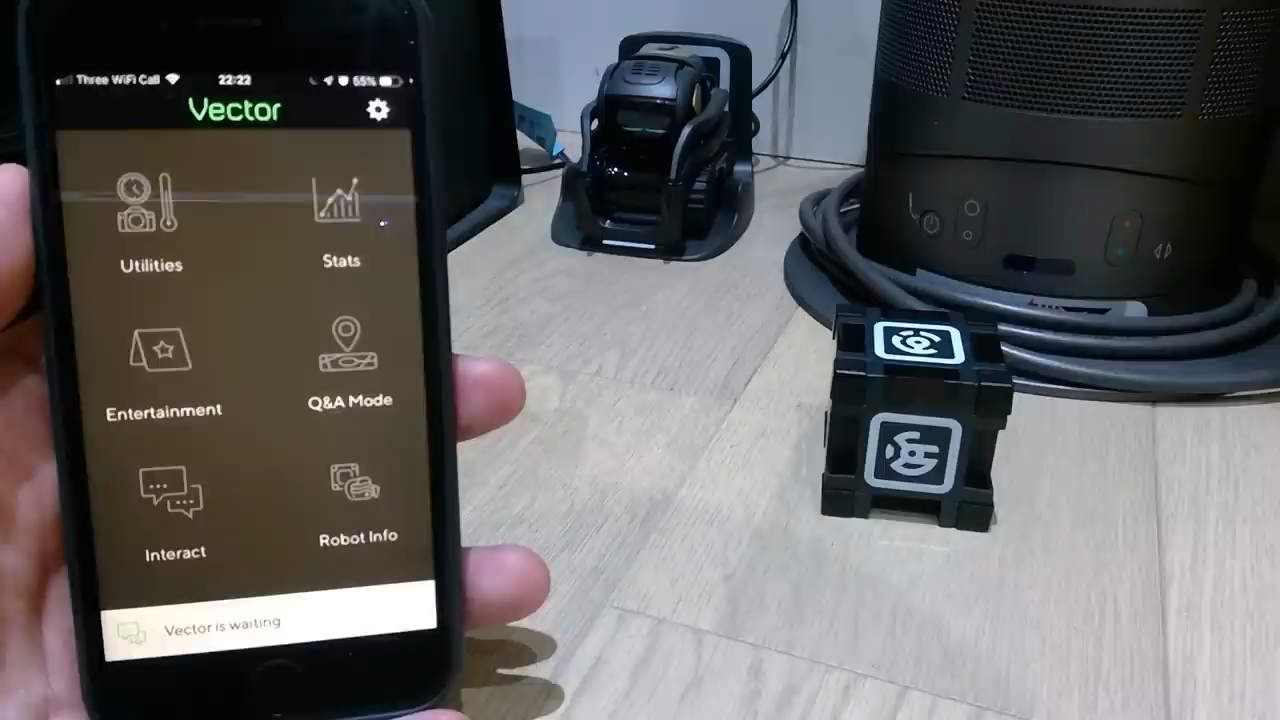 Three WiFi Call 22:22 65%
Vector
Utilities
Stats
Entertainment
Q&A Mode
Interact
Robot Info
Vector is waiting